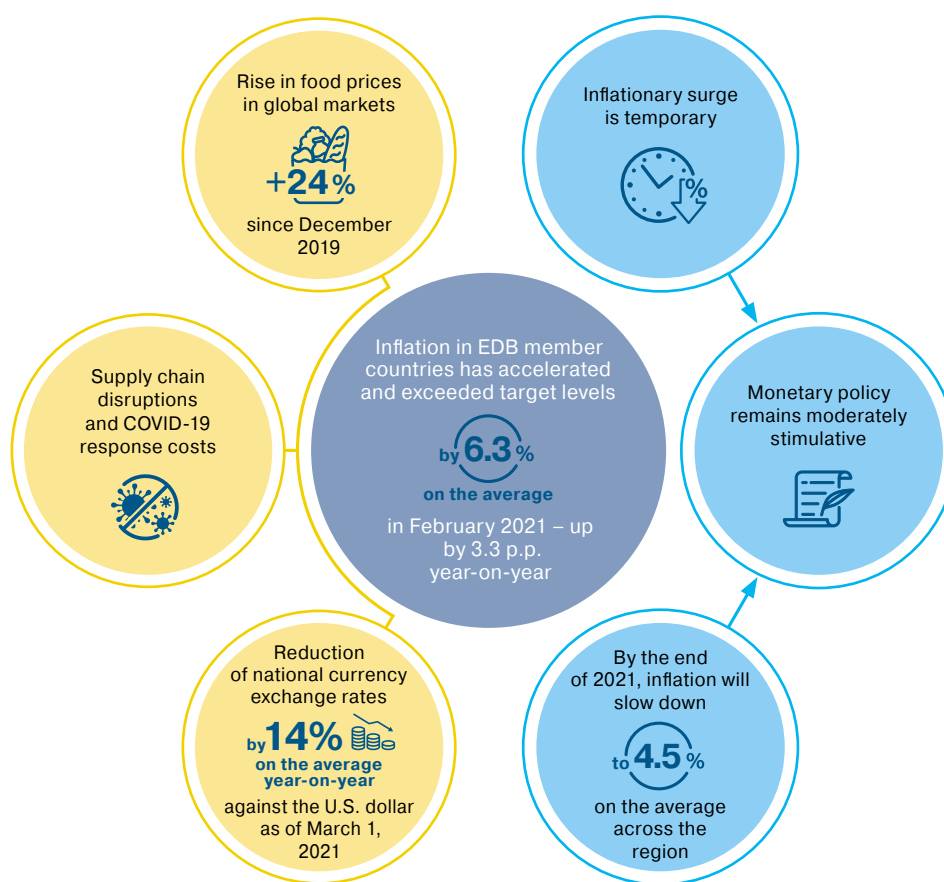 Rise in food prices
in global markets
+24 %
since December
2019
Inflationary surge
is temporary
%
Supply chain
disruptions
and COVID-19
response costs
Inflation in EDB member
countries has accelerated
and exceeded target levels
by 6.3 %
on the average
in February 2021 – up
by 3.3 p.p.
year-on-year
Monetary policy
remains moderately
stimulative
Reduction
of national currency
exchange rates
by 14%
on the average
year-on-year
against the U.S. dollar
as of March 1,
2021
By the end
of 2021, inflation will
slow down
to 4.5 %
on the average
across the
region